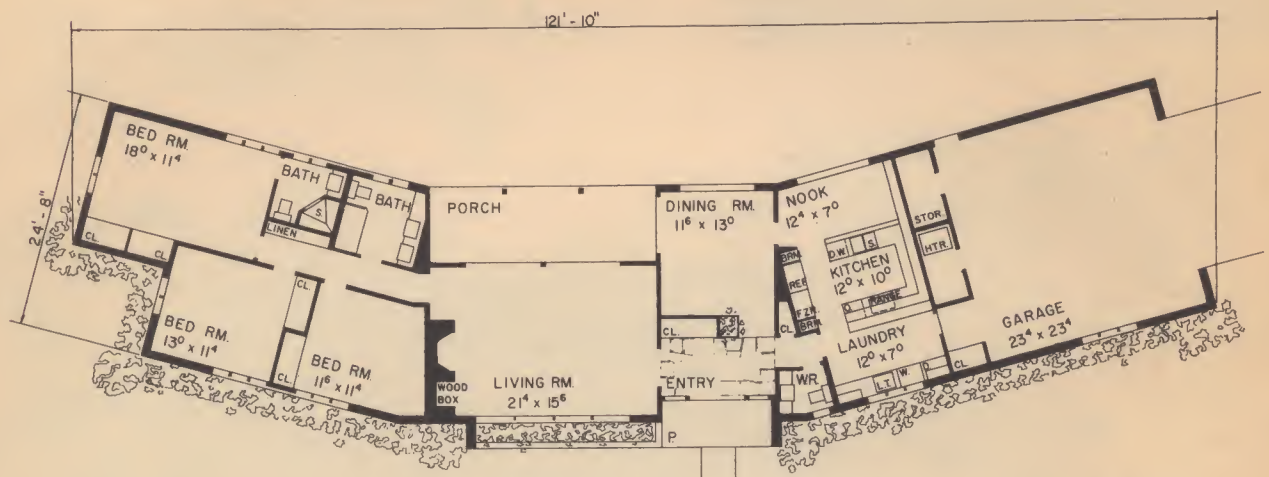 121'-10"
24'-8"
BED RM.
18⁰ x 11⁴
BATH
S.
BATH
LINEN
CL.
CL.
BED RM.
13⁰ x 11⁴
CL.
CL.
BED RM.
11⁶ x 11⁴
PORCH
WOOD
BOX
LIVING RM.
21⁴ x 15⁶
DINING RM.
11⁶ x 13⁰
CL.
ENTRY
P.
NOOK
12⁴ x 7⁰
BRM.
REF.
FZR.
BRM.
CL.
D.W.
S.
KITCHEN
12⁰ x 10⁰
O.
RANGE
LAUNDRY
12⁰ x 7⁰
WR.
L.T.
W.
D.
CL.
STOR.
HTR.
GARAGE
23⁴ x 23⁴